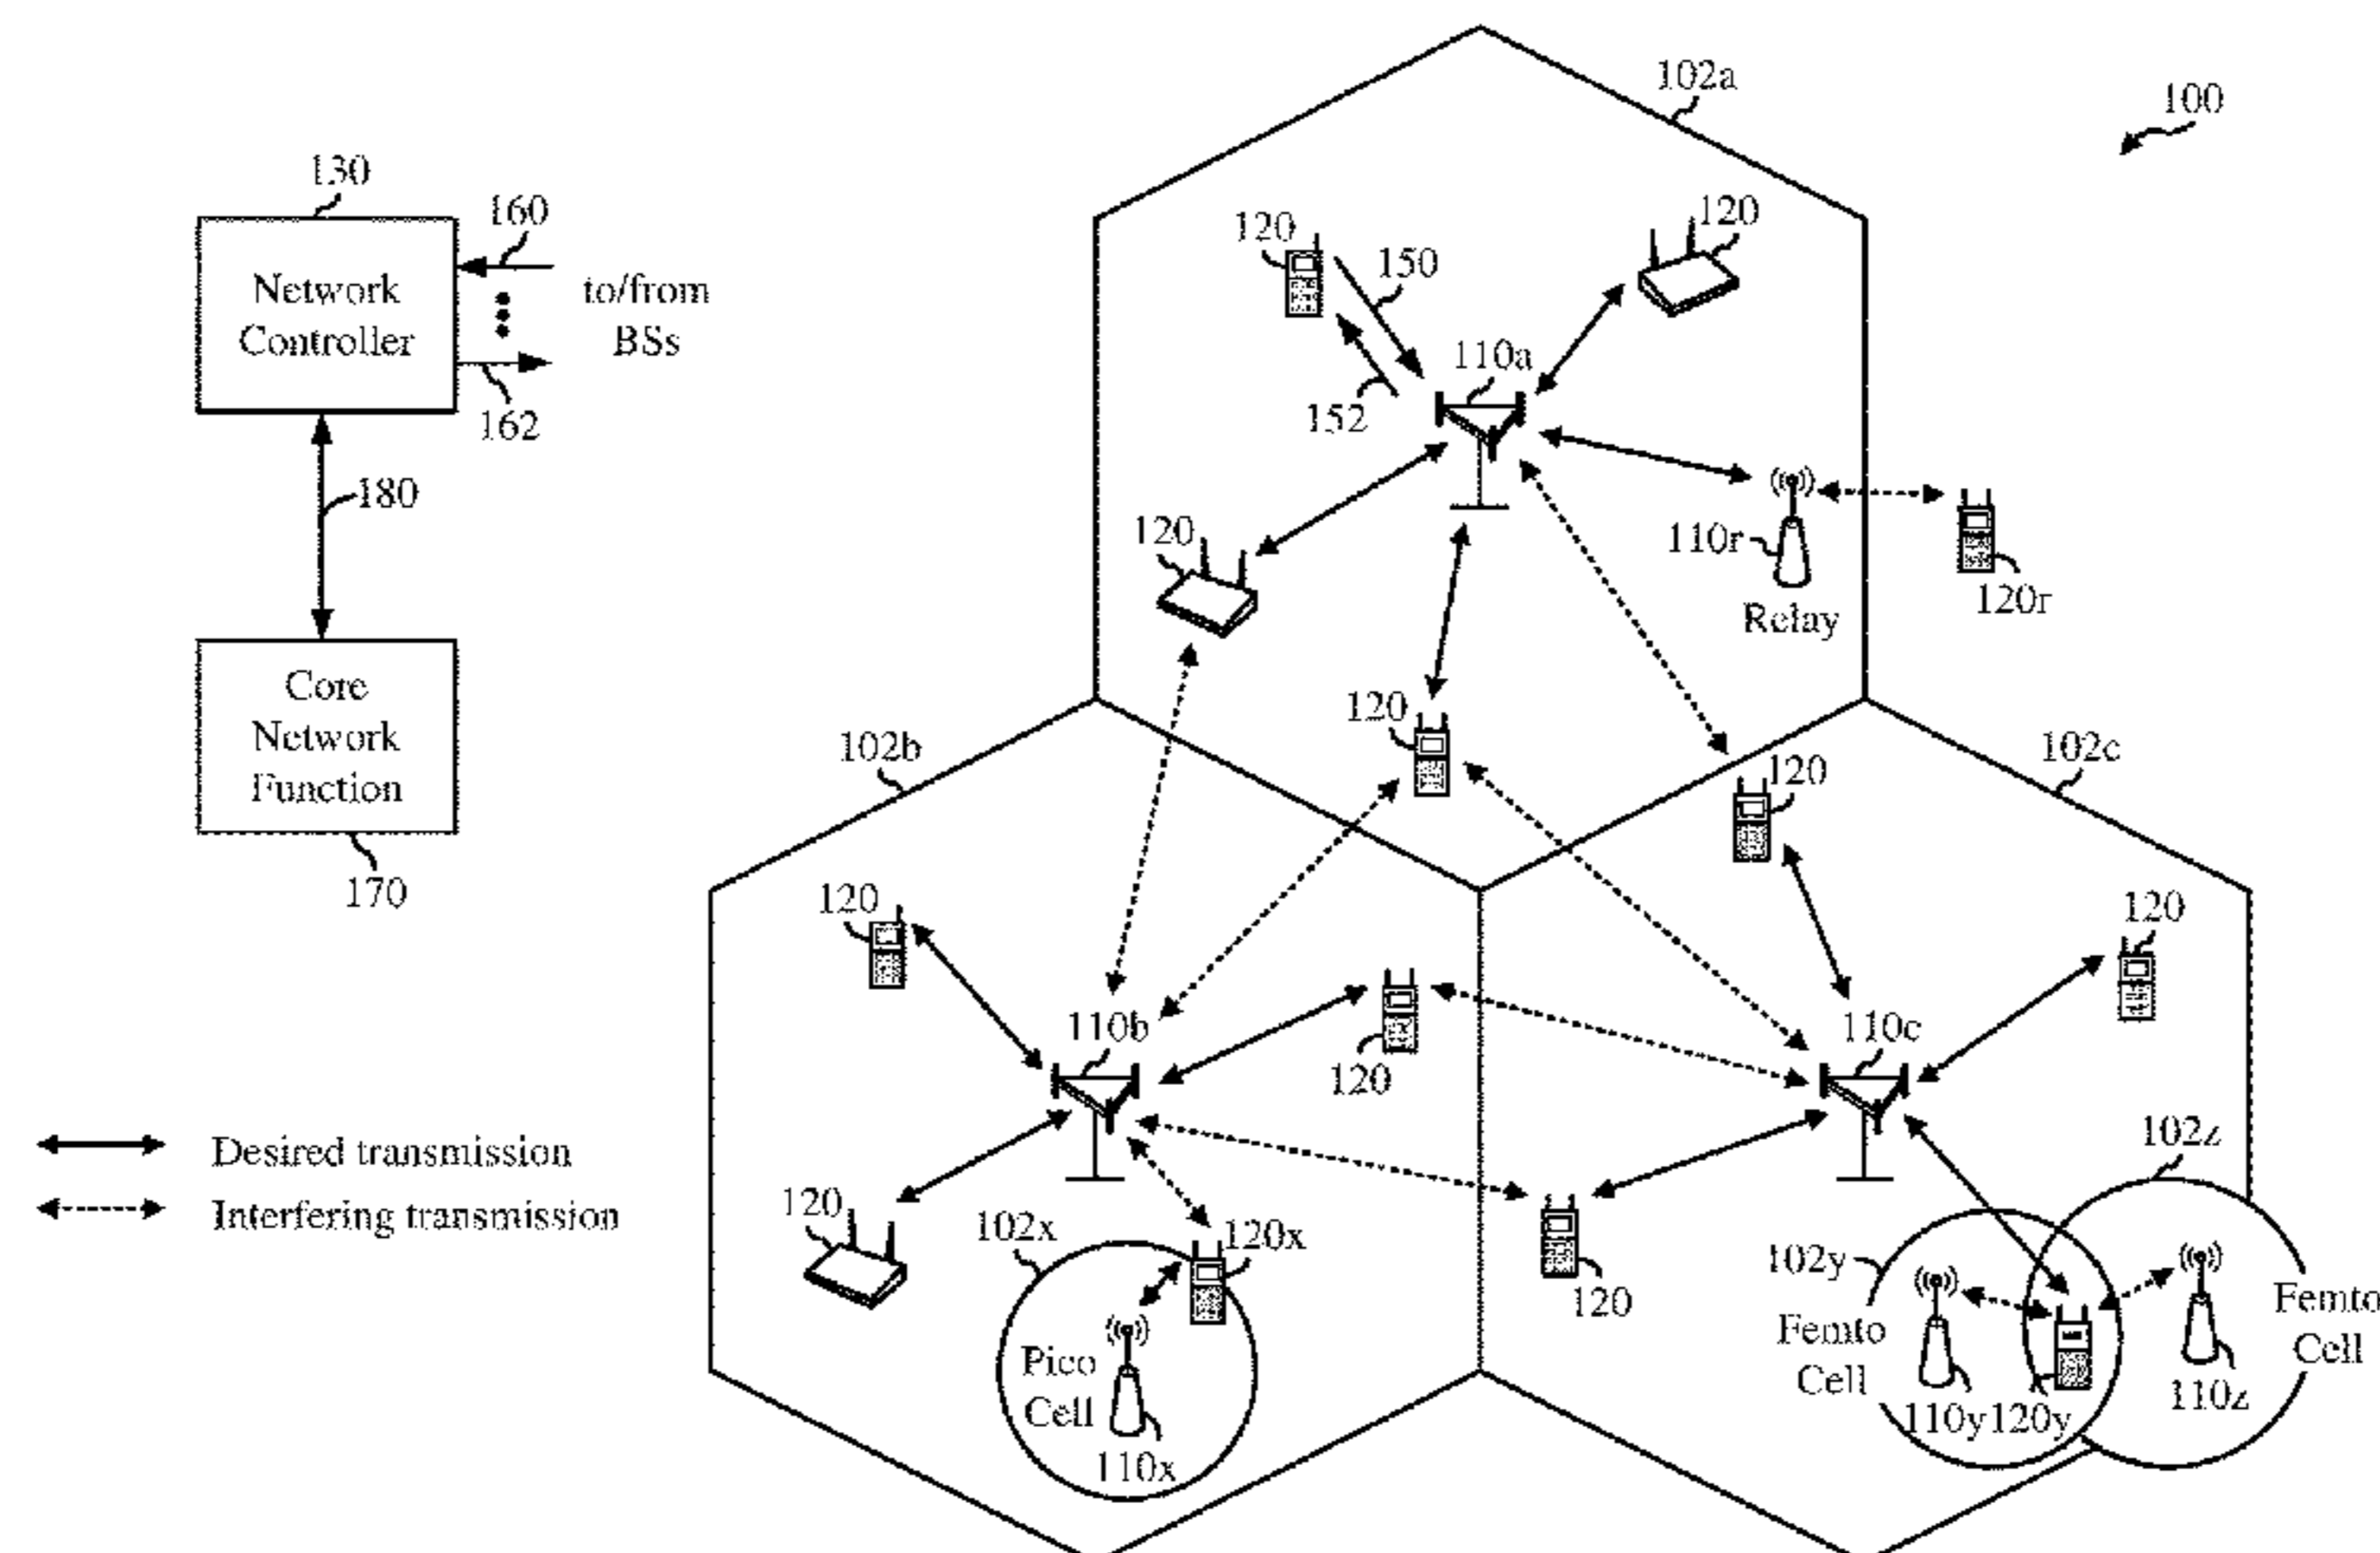 102a
100
130
160
Network
Controller
to/from
BSs
162
180
Core
Network
Function
170
120
150
120
110a
152
120
110r
Relay
120r
120
120
102b
102c
120
120
120
110b
110c
120
120
102x
120x
Pico
Cell
110x
120
102z
102y
Femto
Cell
110y
120y
110z
Femto
Cell
Desired transmission
Interfering transmission